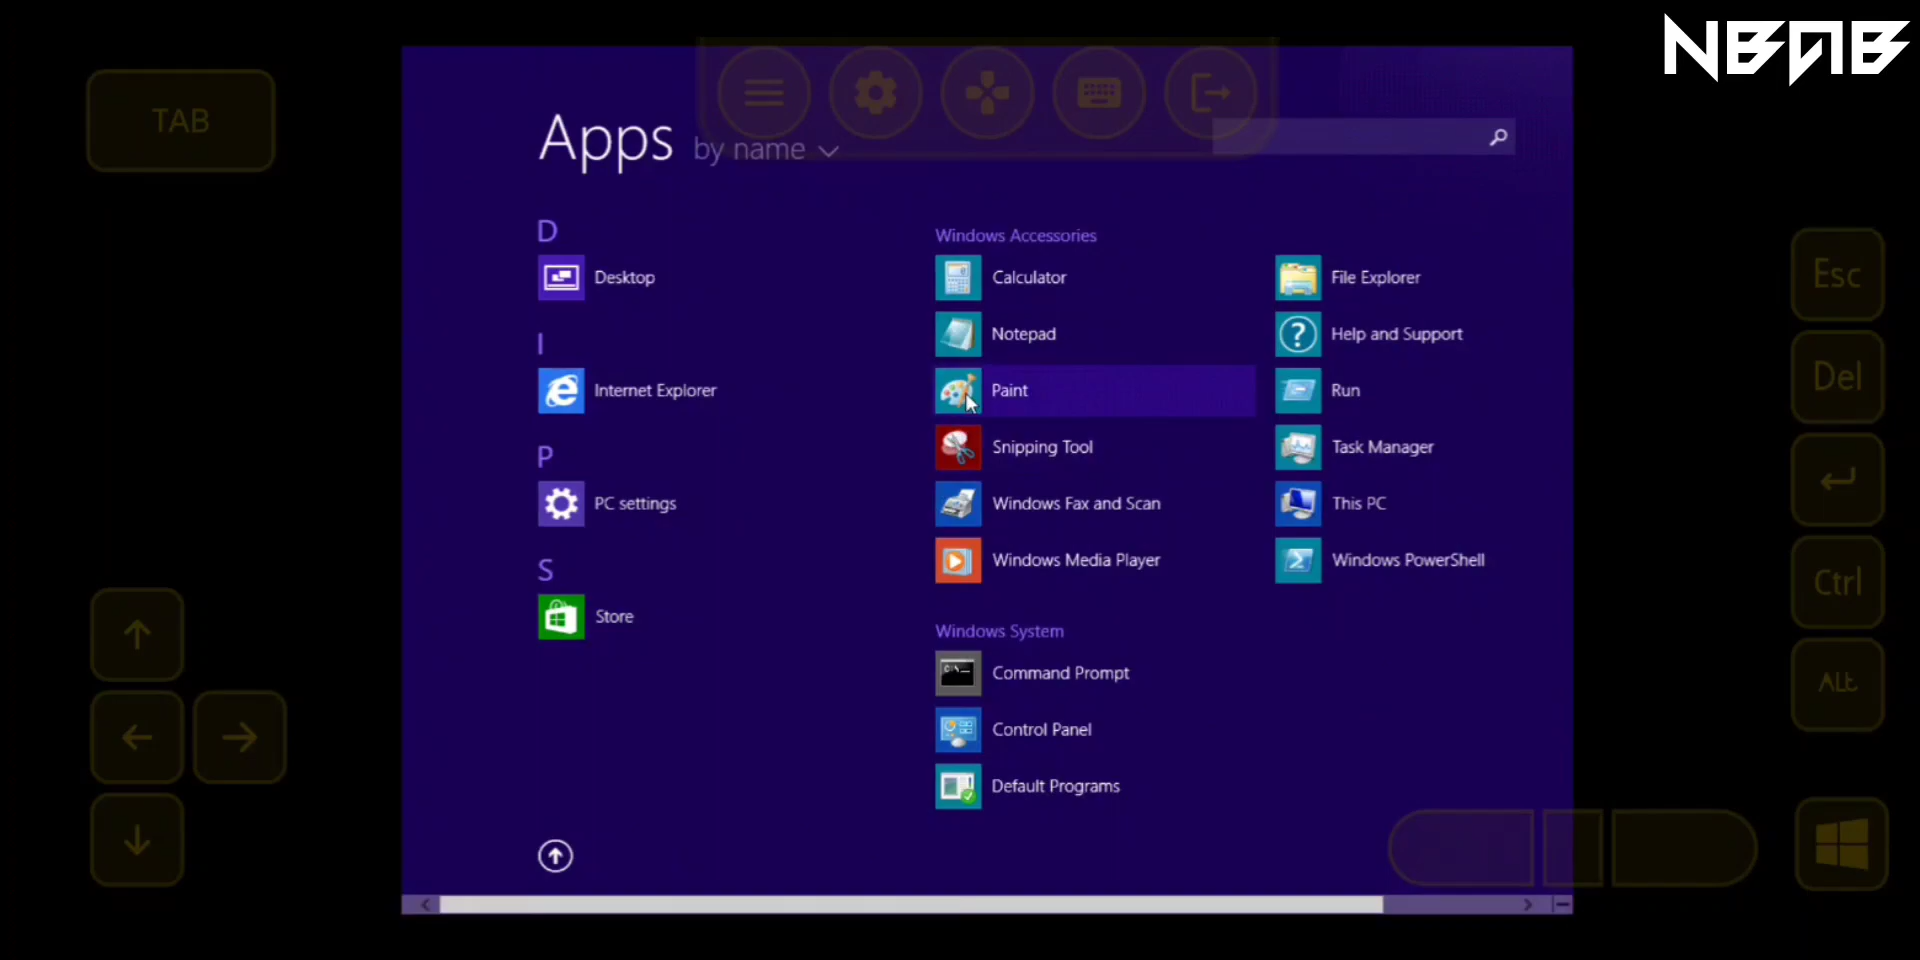 NBAB
TAB
Apps by name
D
Desktop
I
Internet Explorer
P
PC settings
S
Store
Windows Accessories
Calculator
Notepad
Paint
Snipping Tool
Windows Fax and Scan
Windows Media Player
Windows System
Command Prompt
Control Panel
Default Programs
File Explorer
Help and Support
Run
Task Manager
This PC
Windows PowerShell
Esc
Del
Ctrl
ALt